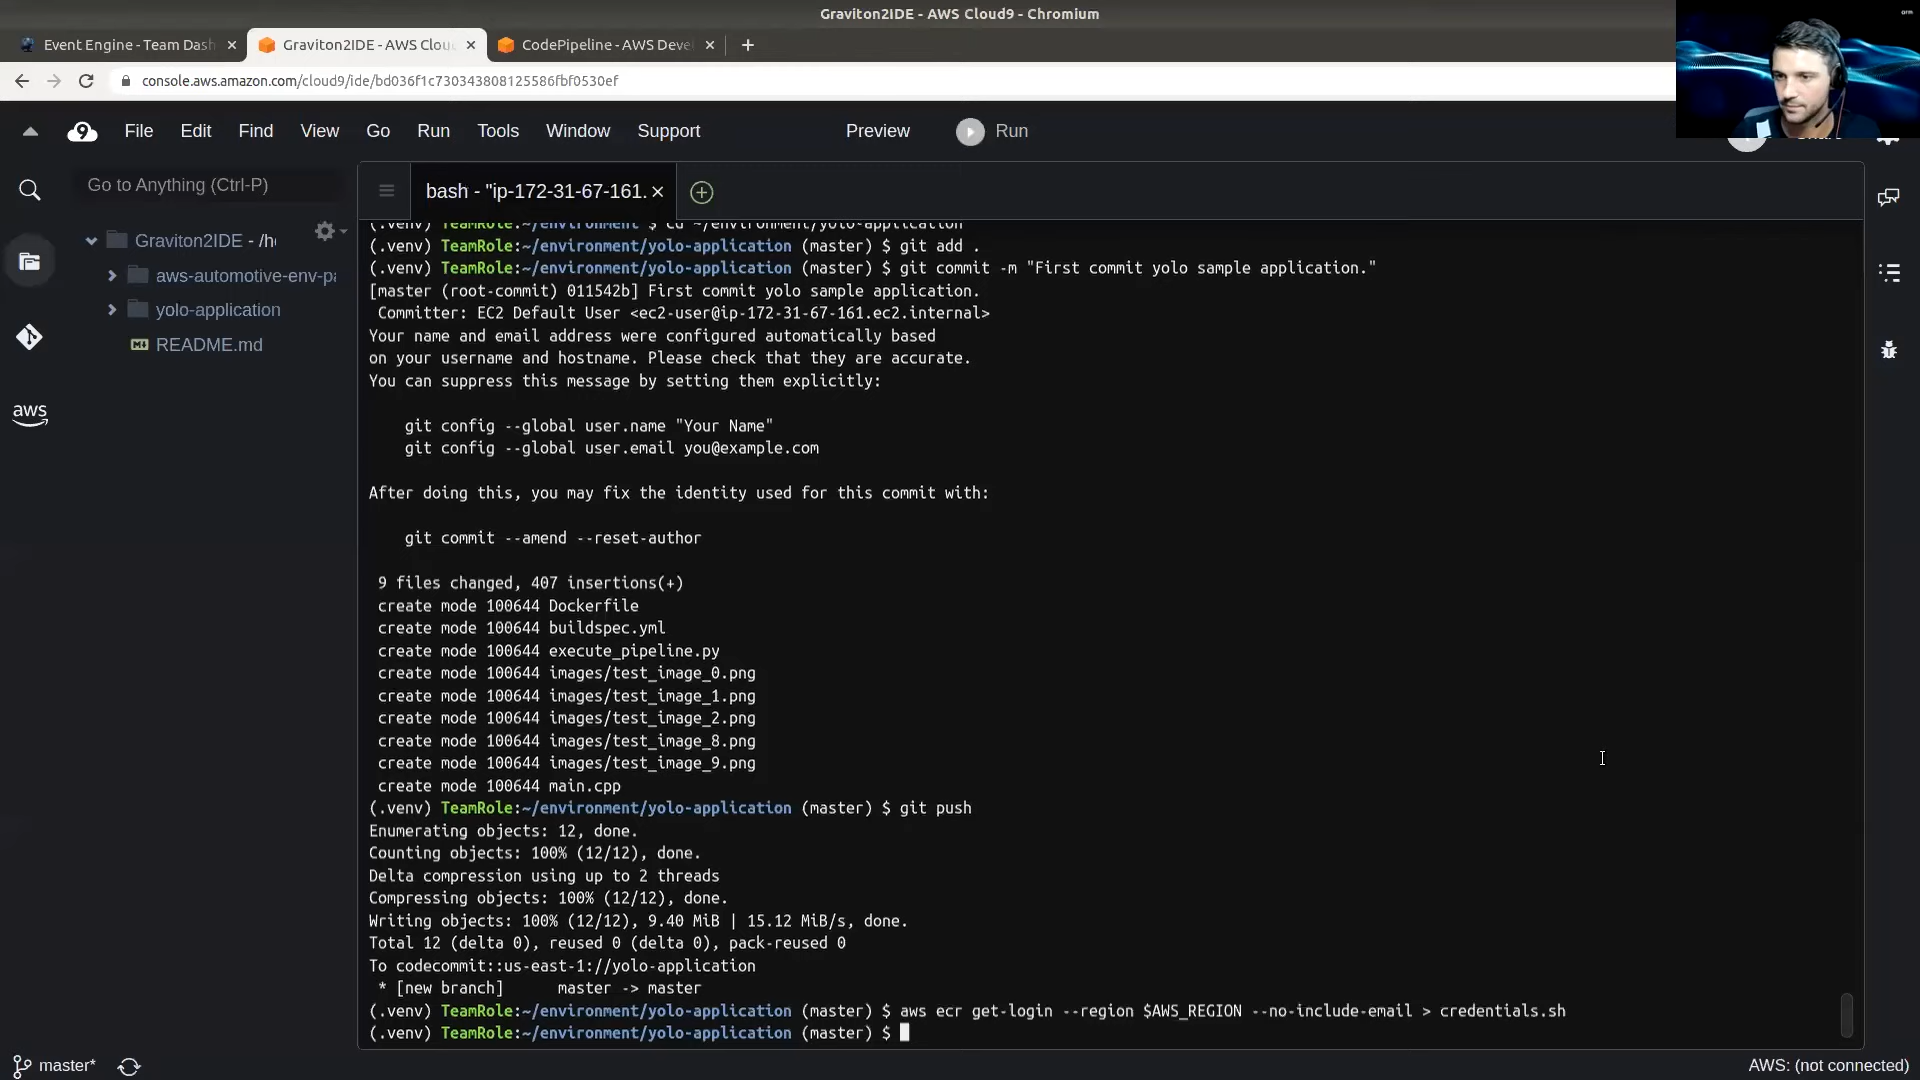 Graviton2IDE - AWS Cloud9 - Chromium
Event Engine - Team Dash
Graviton2IDE - AWS Clou
CodePipeline - AWS Deve
console.aws.amazon.com/cloud9/ide/bd036f1c730343808125586fbf0530ef
9 File Edit Find View Go Run Tools Window Support Preview Run
Go to Anything (Ctrl-P)
bash - "ip-172-31-67-161.
Graviton2IDE - /h
aws-automotive-env-pa
yolo-application
README.md
aws
(.venv) TeamRole:~/environment $ cd ~/environment/yolo-application
(.venv) TeamRole:~/environment/yolo-application (master) $ git add .
(.venv) TeamRole:~/environment/yolo-application (master) $ git commit -m "First commit yolo sample application."
[master (root-commit) 011542b] First commit yolo sample application.
Committer: EC2 Default User <ec2-user@ip-172-31-67-161.ec2.internal>
Your name and email address were configured automatically based
on your username and hostname. Please check that they are accurate.
You can suppress this message by setting them explicitly:
git config --global user.name "Your Name"
git config --global user.email you@example.com
After doing this, you may fix the identity used for this commit with:
git commit --amend --reset-author
9 files changed, 407 insertions(+)
create mode 100644 Dockerfile
create mode 100644 buildspec.yml
create mode 100644 execute_pipeline.py
create mode 100644 images/test_image_0.png
create mode 100644 images/test_image_1.png
create mode 100644 images/test_image_2.png
create mode 100644 images/test_image_8.png
create mode 100644 images/test_image_9.png
create mode 100644 main.cpp
(.venv) TeamRole:~/environment/yolo-application (master) $ git push
Enumerating objects: 12, done.
Counting objects: 100% (12/12), done.
Delta compression using up to 2 threads
Compressing objects: 100% (12/12), done.
Writing objects: 100% (12/12), 9.40 MiB | 15.12 MiB/s, done.
Total 12 (delta 0), reused 0 (delta 0), pack-reused 0
To codecommit::us-east-1://yolo-application
* [new branch] master -> master
(.venv) TeamRole:~/environment/yolo-application (master) $ aws ecr get-login --region $AWS_REGION --no-include-email > credentials.sh
(.venv) TeamRole:~/environment/yolo-application (master) $
master*
AWS: (not connected)